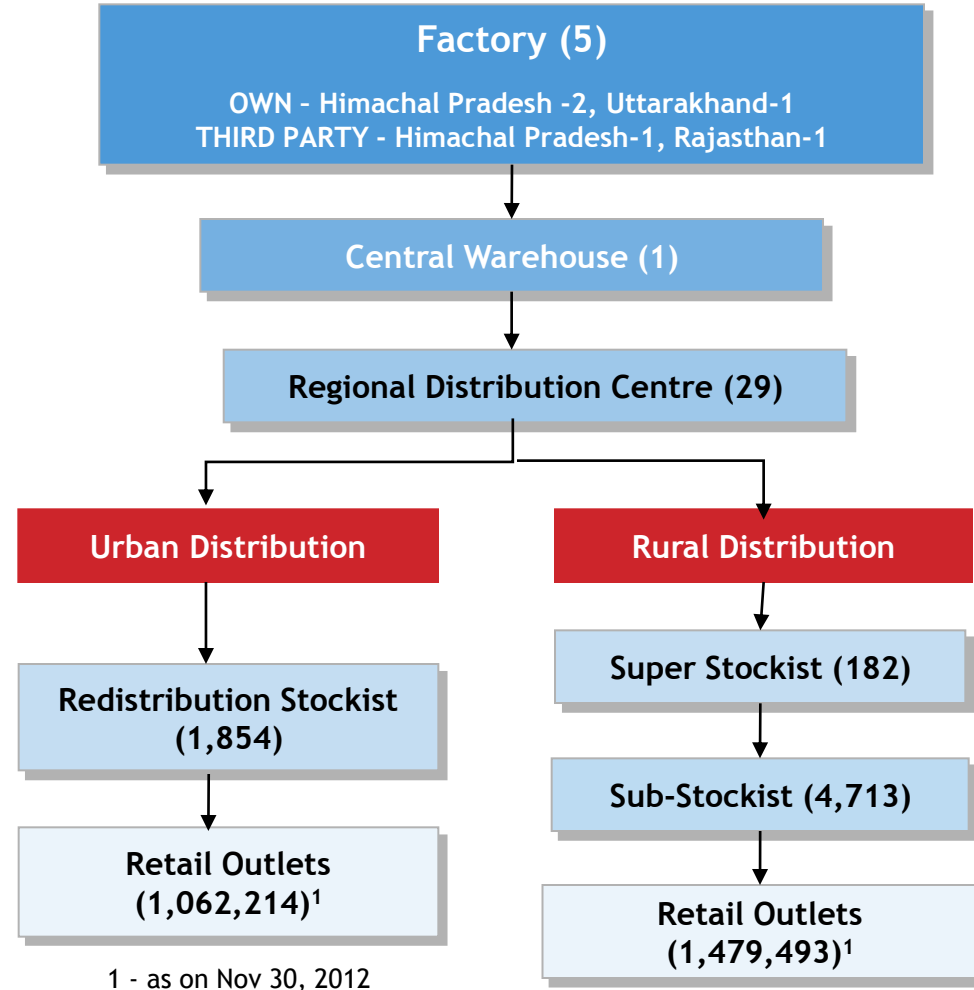 Factory (5)
OWN – Himachal Pradesh -2, Uttarakhand-1
THIRD PARTY - Himachal Pradesh-1, Rajasthan-1
Central Warehouse (1)
Regional Distribution Centre (29)
Urban Distribution
Redistribution Stockist
(1,854)
Retail Outlets
(1,062,214)¹
1 - as on Nov 30, 2012
Rural Distribution
Super Stockist (182)
Sub-Stockist (4,713)
Retail Outlets
(1,479,493)¹